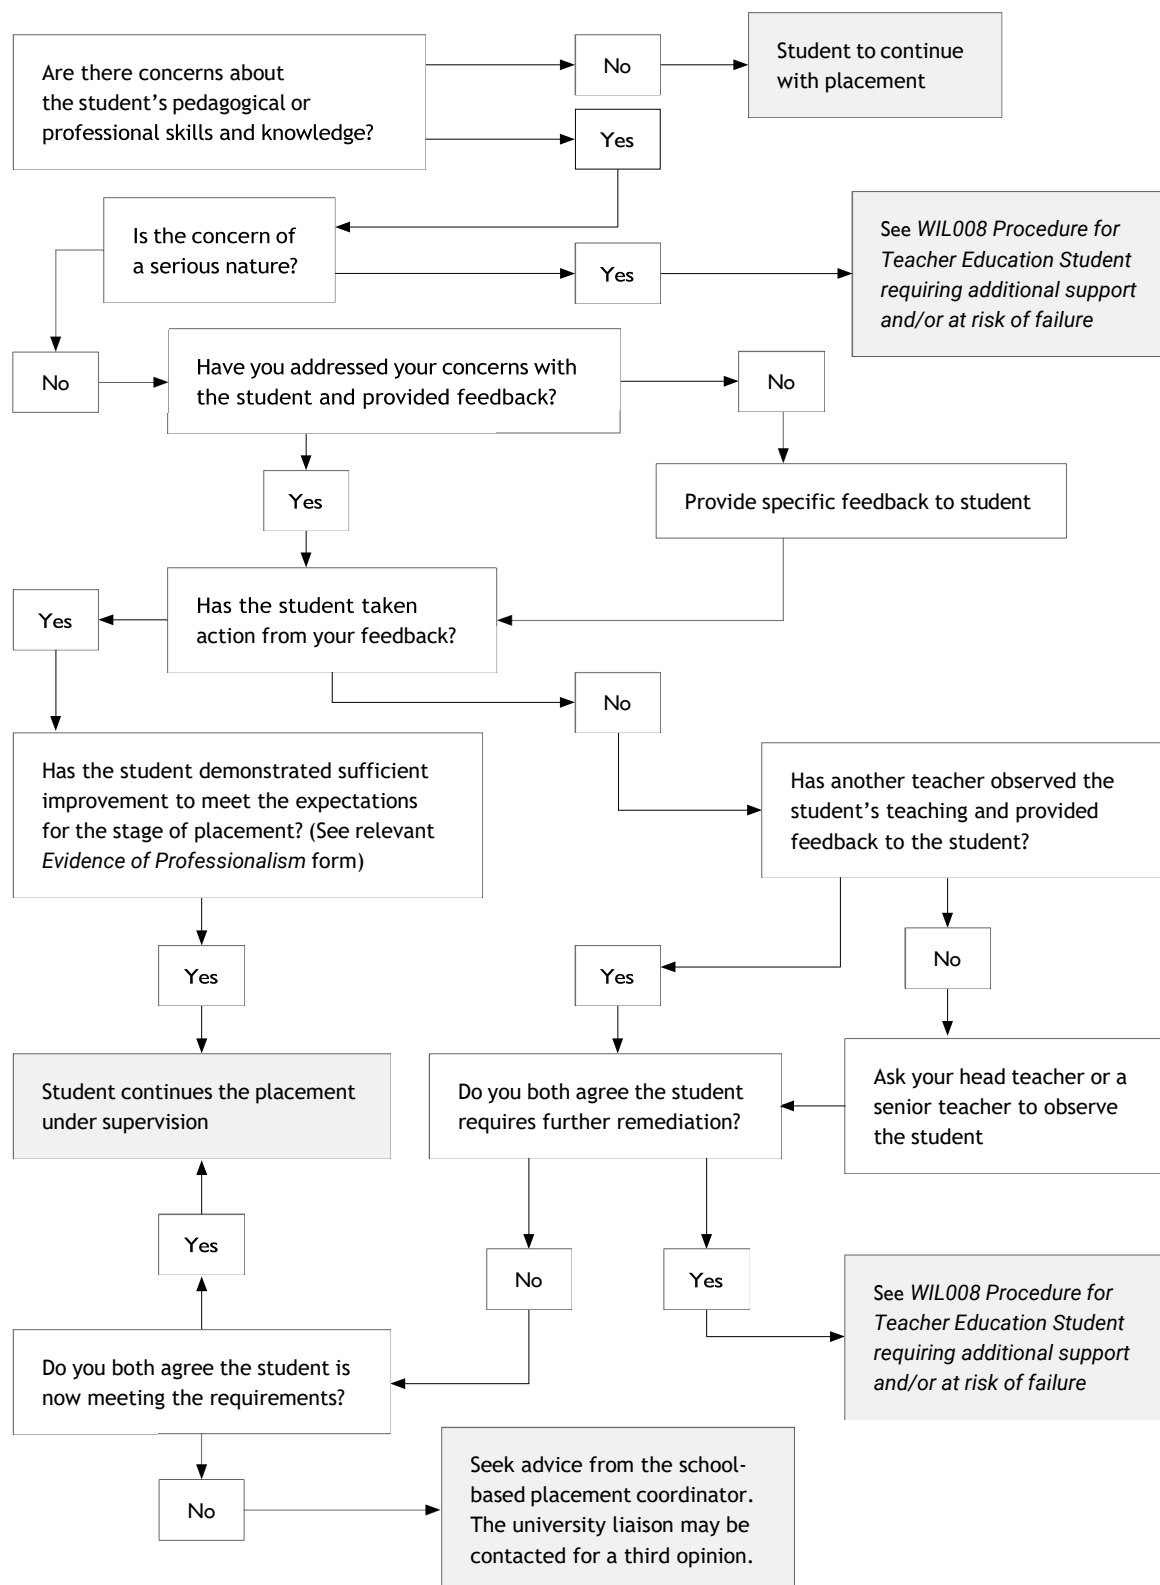 Are there concerns about
the student's pedagogical or
professional skills and knowledge?
No
Student to continue
with placement
Yes
Is the concern of
a serious nature?
Yes
See WIL008 Procedure for
Teacher Education Student
requiring additional support
and/or at risk of failure
No
Have you addressed your concerns with
the student and provided feedback?
No
Yes
Provide specific feedback to student
Has the student taken
action from your feedback?
Yes
No
Has the student demonstrated sufficient
improvement to meet the expectations
for the stage of placement? (See relevant
Evidence of Professionalism form)
Has another teacher observed the
student's teaching and provided
feedback to the student?
Yes
Yes
No
Student continues the placement
under supervision
Do you both agree the student
requires further remediation?
Ask your head teacher or a
senior teacher to observe
the student
Yes
No
Yes
See WIL008 Procedure for
Teacher Education Student
requiring additional support
and/or at risk of failure
Do you both agree the student is
now meeting the requirements?
No
Seek advice from the school-
based placement coordinator.
The university liaison may be
contacted for a third opinion.